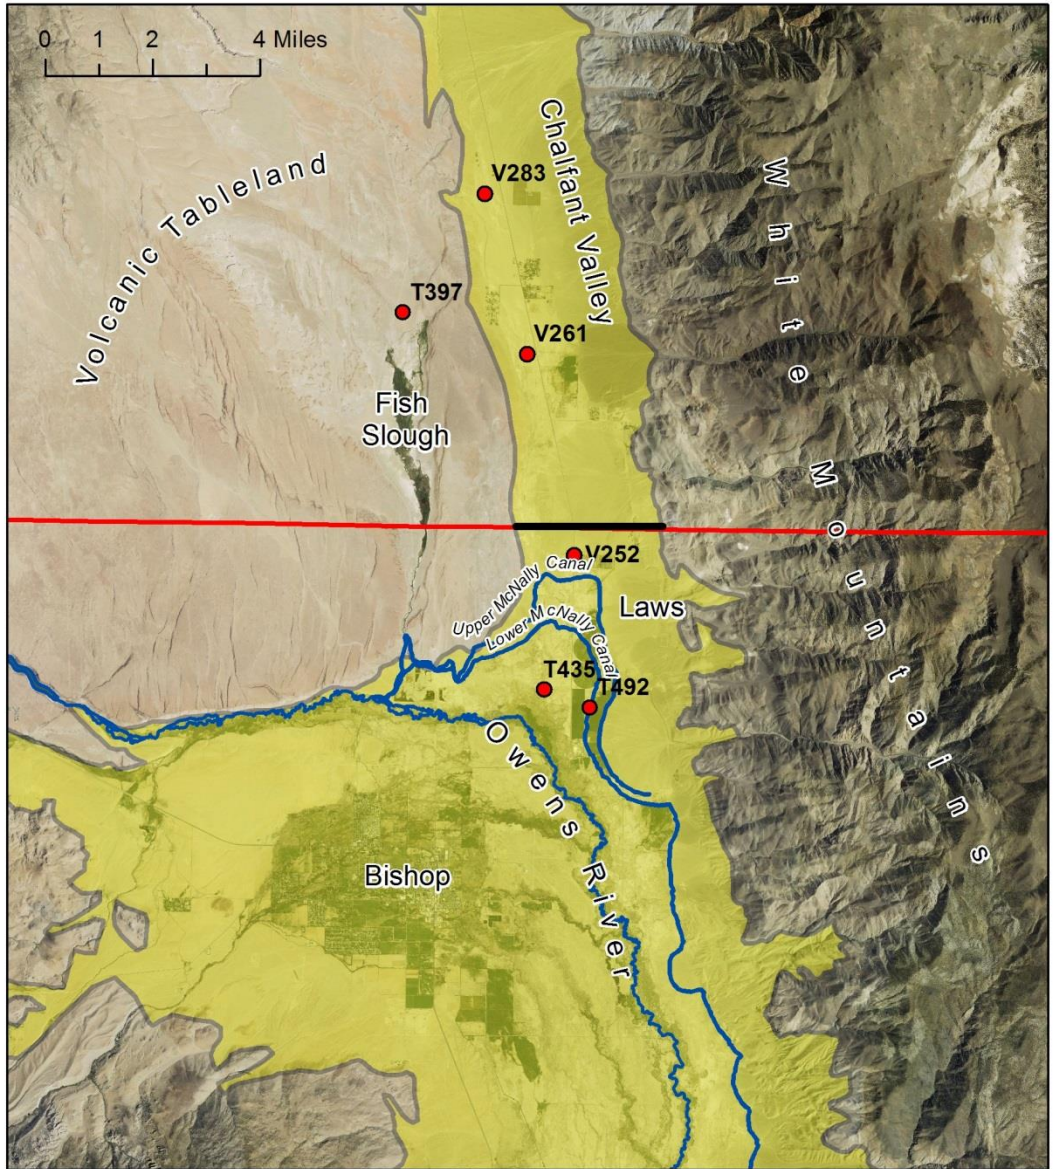 0 1 2 4 Miles
Volcanic Tableland
Chalfant Valley
White Mountains
V283
T397
V261
Fish
Slough
V252
Upper McNally Canal
Lower McNally Canal
Laws
T435
T492
Owens River
Bishop